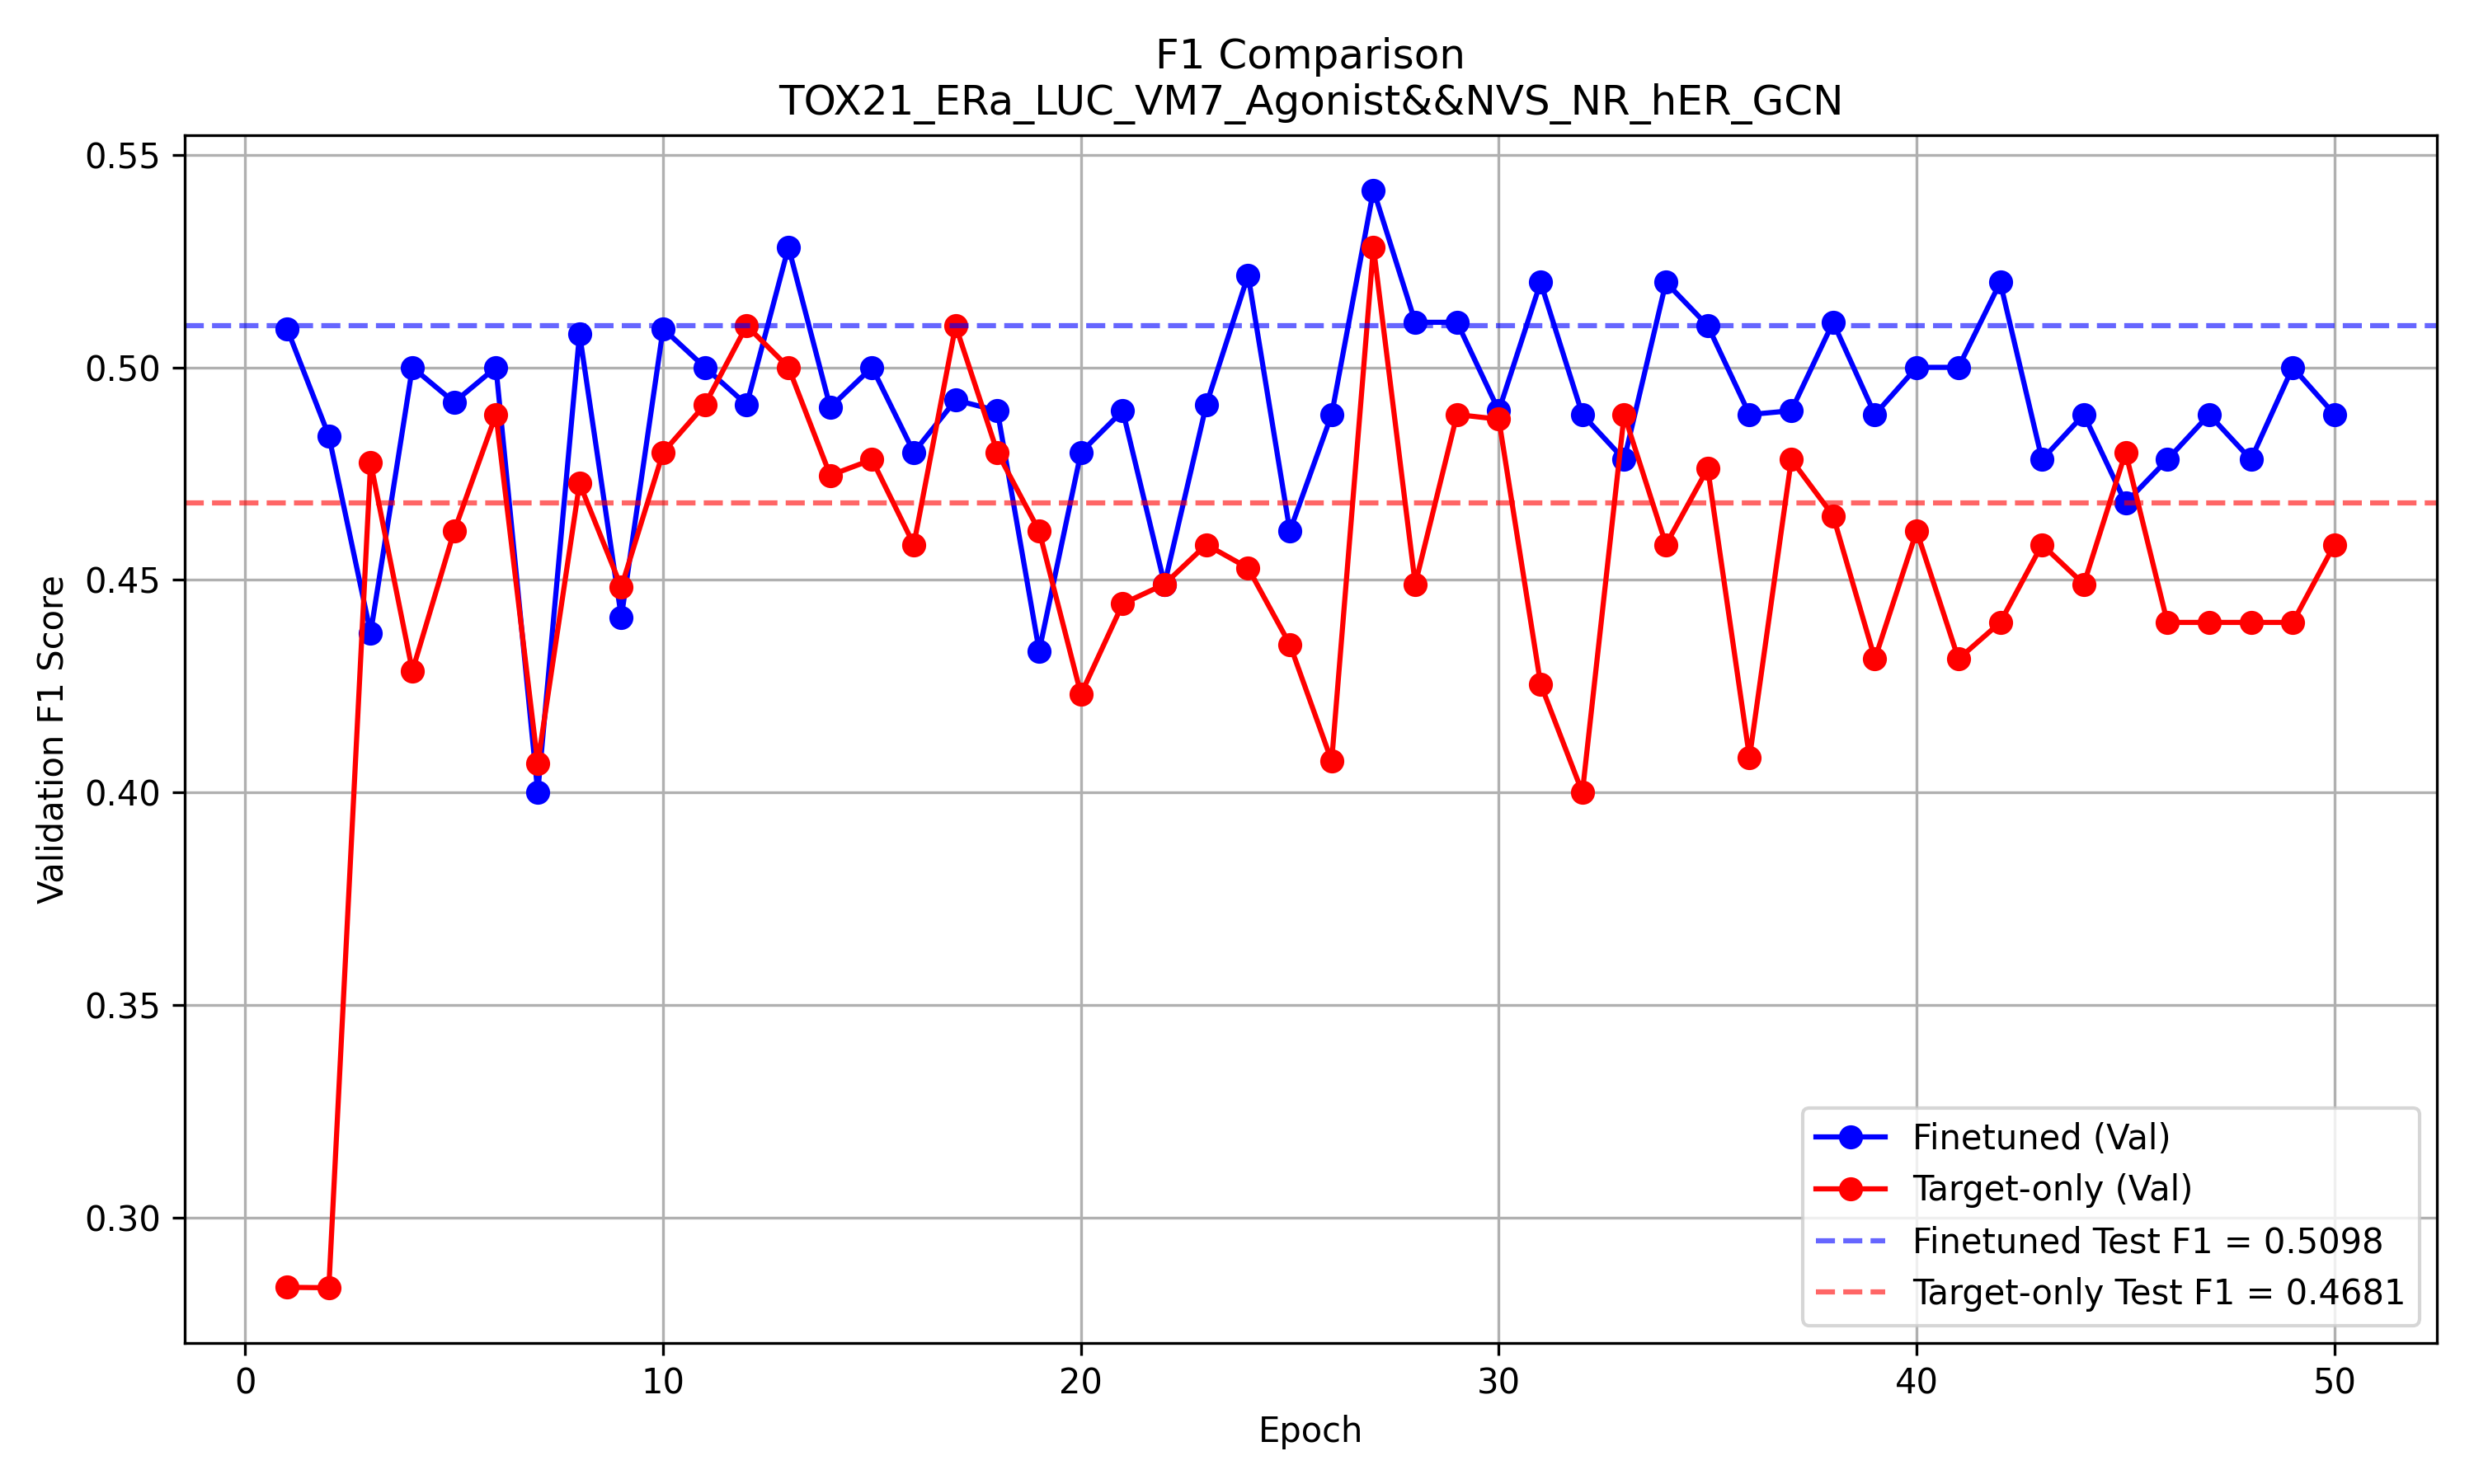 F1 Comparison
TOX21_ERa_LUC_VM7_Agonist&&NVS_NR_hER_GCN
Validation F1 Score
0.55
0.50
0.45
0.40
0.35
0.30
0 10 20 30 40 50
Epoch
Finetuned (Val)
Target-only (Val)
Finetuned Test F1 = 0.5098
Target-only Test F1 = 0.4681